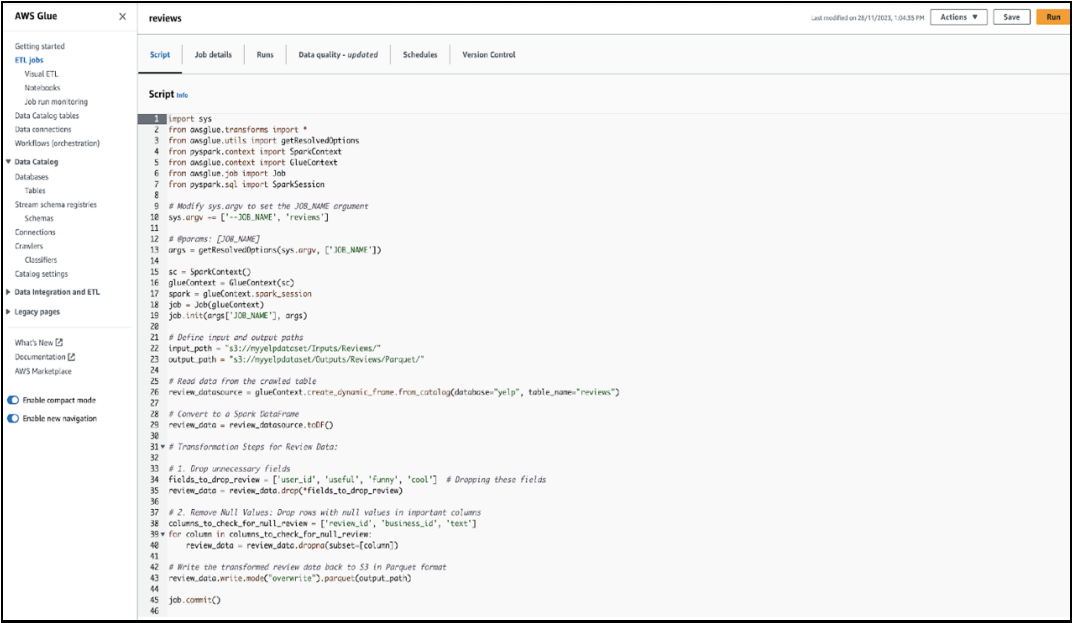 AWS Glue
Getting started
ETL jobs
Visual ETL
Notebooks
Job run monitoring
Data Catalog tables
Data connections
Workflows (orchestration)
Data Catalog
Databases
Tables
Stream schema registries
Schemas
Connections
Crawlers
Classifiers
Catalog settings
Data Integration and ETL
Legacy pages
What's New
Documentation
AWS Marketplace
Enable compact mode
Enable new navigation
reviews
Last modified on 28/11/2023, 1:04:35 PM
Actions
Save
Run
Script
Job details
Runs
Data quality - updated
Schedules
Version Control
Script Info
1 import sys
2 from awsglue.transforms import *
3 from awsglue.utils import getResolvedOptions
4 from pyspark.context import SparkContext
5 from awsglue.context import GlueContext
6 from awsglue.job import Job
7 from pyspark.sql import SparkSession
8
9 # Modify sys.argv to set the JOB_NAME argument
10 sys.argv += ['--JOB_NAME', 'reviews']
11
12 # @params: [JOB_NAME]
13 args = getResolvedOptions(sys.argv, ['JOB_NAME'])
14
15 sc = SparkContext()
16 glueContext = GlueContext(sc)
17 spark = glueContext.spark_session
18 job = Job(glueContext)
19 job.init(args['JOB_NAME'], args)
20
21 # Define input and output paths
22 input_path = "s3://myyelpdataset/Inputs/Reviews/"
23 output_path = "s3://myyelpdataset/Outputs/Reviews/Parquet/"
24
25 # Read data from the crawled table
26 review_datasource = glueContext.create_dynamic_frame.from_catalog(database="yelp", table_name="reviews")
27
28 # Convert to a Spark DataFrame
29 review_data = review_datasource.toDF()
30
31 # Transformation Steps for Review Data:
32
33 # 1. Drop unnecessary fields
34 fields_to_drop_review = ['user_id', 'useful', 'funny', 'cool'] # Dropping these fields
35 review_data = review_data.drop(*fields_to_drop_review)
36
37 # 2. Remove Null Values: Drop rows with null values in important columns
38 columns_to_check_for_null_review = ['review_id', 'business_id', 'text']
39 for column in columns_to_check_for_null_review:
40 review_data = review_data.dropna(subset=[column])
41
42 # Write the transformed review data back to S3 in Parquet format
43 review_data.write.mode("overwrite").parquet(output_path)
44
45 job.commit()
46